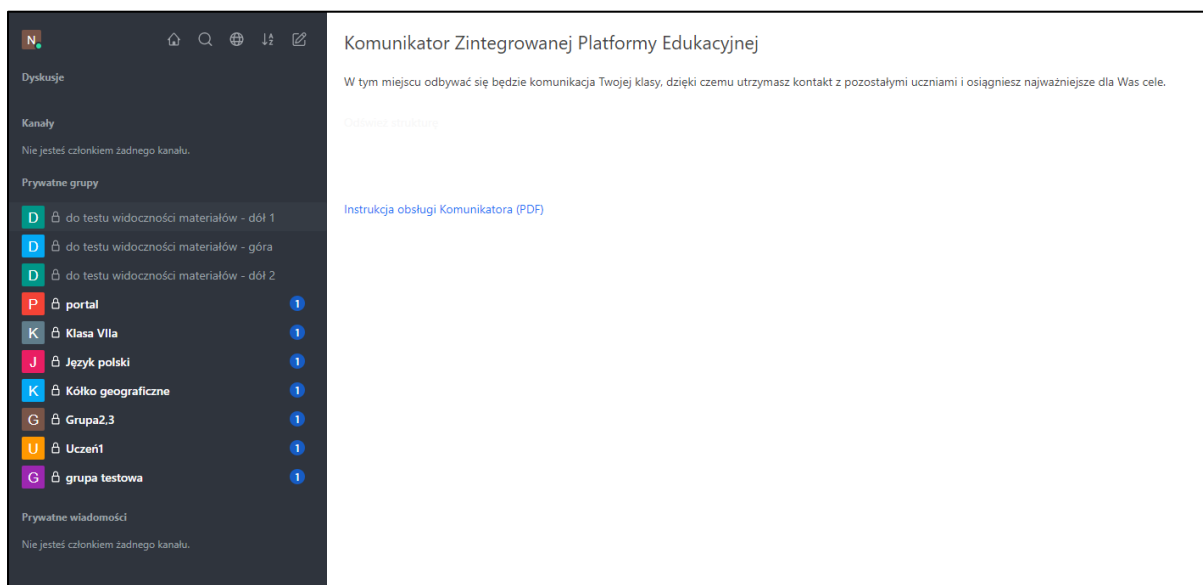 N
Dyskusje
Kanały
Nie jesteś członkiem żadnego kanału.
Prywatne grupy
D do testu widoczności materiałów - dół 1
D do testu widoczności materiałów - góra
D do testu widoczności materiałów - dół 2
P portal 1
K Klasa VIIa 1
J Język polski 1
K Kółko geograficzne 1
G Grupa2,3 1
U Uczeń1 1
G grupa testowa 1
Prywatne wiadomości
Nie jesteś członkiem żadnego kanału.
Komunikator Zintegrowanej Platformy Edukacyjnej
W tym miejscu odbywać się będzie komunikacja Twojej klasy, dzięki czemu utrzymasz kontakt z pozostałymi uczniami i osiągniesz najważniejsze dla Was cele.
Instrukcja obsługi Komunikatora (PDF)